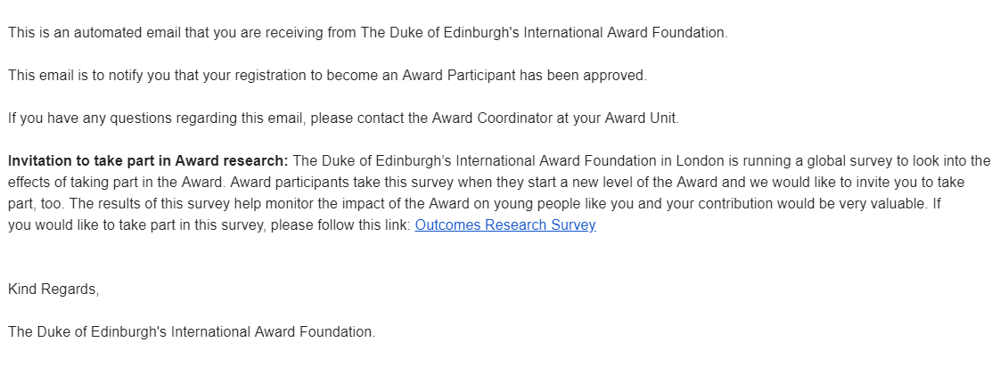 This is an automated email that you are receiving from The Duke of Edinburgh's International Award Foundation.
This email is to notify you that your registration to become an Award Participant has been approved.
If you have any questions regarding this email, please contact the Award Coordinator at your Award Unit.
Invitation to take part in Award research: The Duke of Edinburgh’s International Award Foundation in London is running a global survey to look into the
effects of taking part in the Award. Award participants take this survey when they start a new level of the Award and we would like to invite you to take
part, too. The results of this survey help monitor the impact of the Award on young people like you and your contribution would be very valuable. If
you would like to take part in this survey, please follow this link: Outcomes Research Survey
Kind Regards,
The Duke of Edinburgh's International Award Foundation.